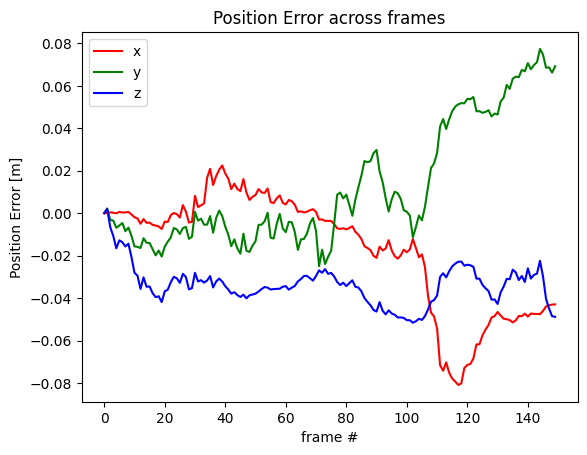 Position Error across frames
x
y
z
Position Error [m]
0.08
0.06
0.04
0.02
0.00
−0.02
−0.04
−0.06
−0.08
0 20 40 60 80 100 120 140
frame #